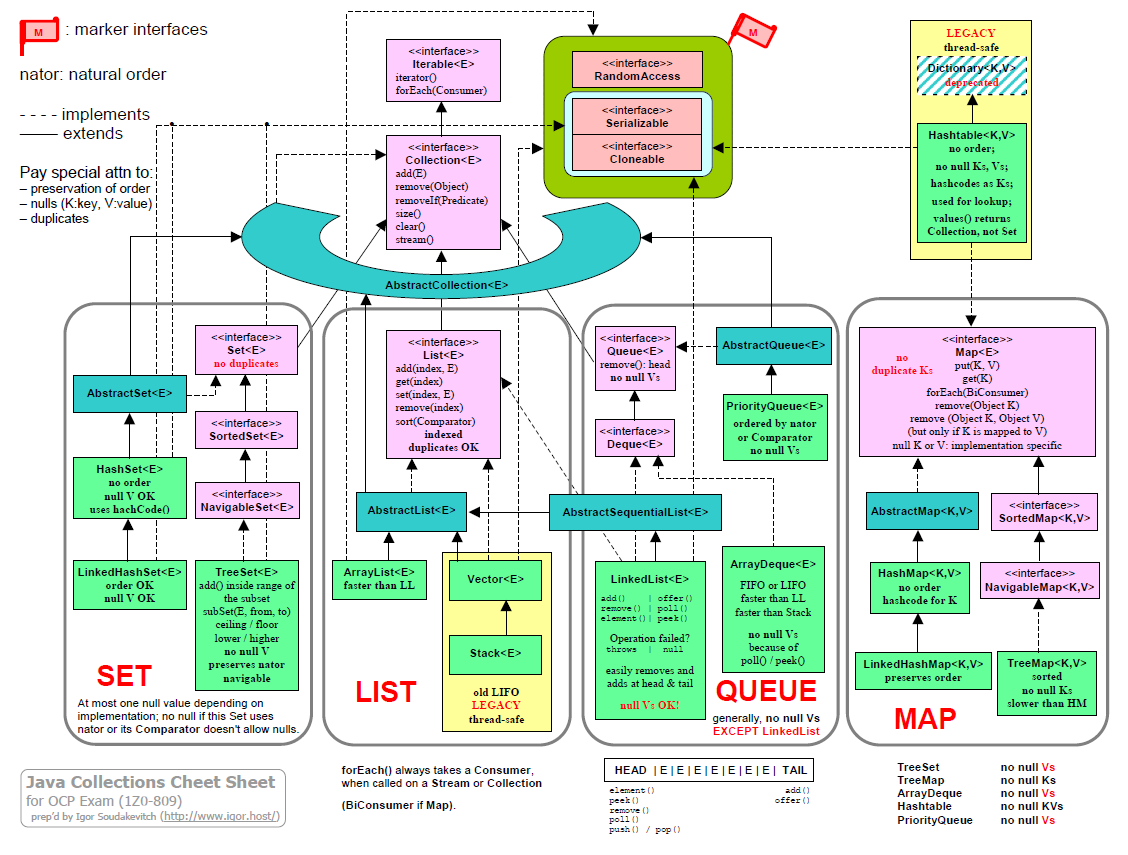 M : marker interfaces
nator: natural order
- - - - implements
—— extends
Pay special attn to:
– preservation of order
– nulls (K:key, V:value)
– duplicates
<<interface>>
Iterable<E>
iterator()
forEach(Consumer)
<<interface>>
Collection<E>
add(E)
remove(Object)
removeIf(Predicate)
size()
clear()
stream()
M
<<interface>>
RandomAccess
<<interface>>
Serializable
<<interface>>
Cloneable
LEGACY
thread-safe
Dictionary<K,V>
deprecated
Hashtable<K,V>
no order;
no null Ks, Vs;
hashcodes as Ks;
used for lookup;
values() returns
Collection, not Set
AbstractCollection<E>
<<interface>>
Set<E>
no duplicates
AbstractSet<E>
<<interface>>
SortedSet<E>
HashSet<E>
no order
null V OK
uses hachCode()
<<interface>>
NavigableSet<E>
LinkedHashSet<E>
order OK
null V OK
TreeSet<E>
add() inside range of
the subset
subSet(E, from, to)
ceiling / floor
lower / higher
no null V
preserves nator
navigable
SET
At most one null value depending on
implementation; no null if this Set uses
nator or its Comparator doesn't allow nulls.
<<interface>>
List<E>
add(index, E)
get(index)
set(index, E)
remove(index)
sort(Comparator)
indexed
duplicates OK
AbstractList<E>
AbstractSequentialList<E>
ArrayList<E>
faster than LL
Vector<E>
Stack<E>
old LIFO
LEGACY
thread-safe
LIST
<<interface>>
Queue<E>
remove(): head
no null Vs
AbstractQueue<E>
<<interface>>
Deque<E>
PriorityQueue<E>
ordered by nator
or Comparator
no null Vs
LinkedList<E>
add() | offer()
remove() | poll()
element()| peek()
Operation failed?
throws | null
easily removes and
adds at head & tail
null Vs OK!
ArrayDeque<E>
FIFO or LIFO
faster than LL
faster than Stack
no null Vs
because of
poll() / peek()
QUEUE
generally, no null Vs
EXCEPT LinkedList
<<interface>>
Map<E>
no
duplicate Ks
put(K, V)
get(K)
forEach(BiConsumer)
remove(Object K)
remove (Object K, Object V)
(but only if K is mapped to V)
null K or V: implementation specific
AbstractMap<K,V>
<<interface>>
SortedMap<K,V>
HashMap<K,V>
no order
hashcode for K
<<interface>>
NavigableMap<K,V>
LinkedHashMap<K,V>
preserves order
TreeMap<K,V>
sorted
no null Ks
slower than HM
MAP
Java Collections Cheat Sheet
for OCP Exam (1Z0-809)
prep'd by Igor Soudakevitch (http://www.igor.host/)
forEach() always takes a Consumer,
when called on a Stream or Collection
(BiConsumer if Map).
HEAD | E | E | E | E | E | E | E | TAIL
element() add()
peek() offer()
remove()
poll()
push() / pop()
TreeSet no null Vs
TreeMap no null Ks
ArrayDeque no null Vs
Hashtable no null KVs
PriorityQueue no null Vs